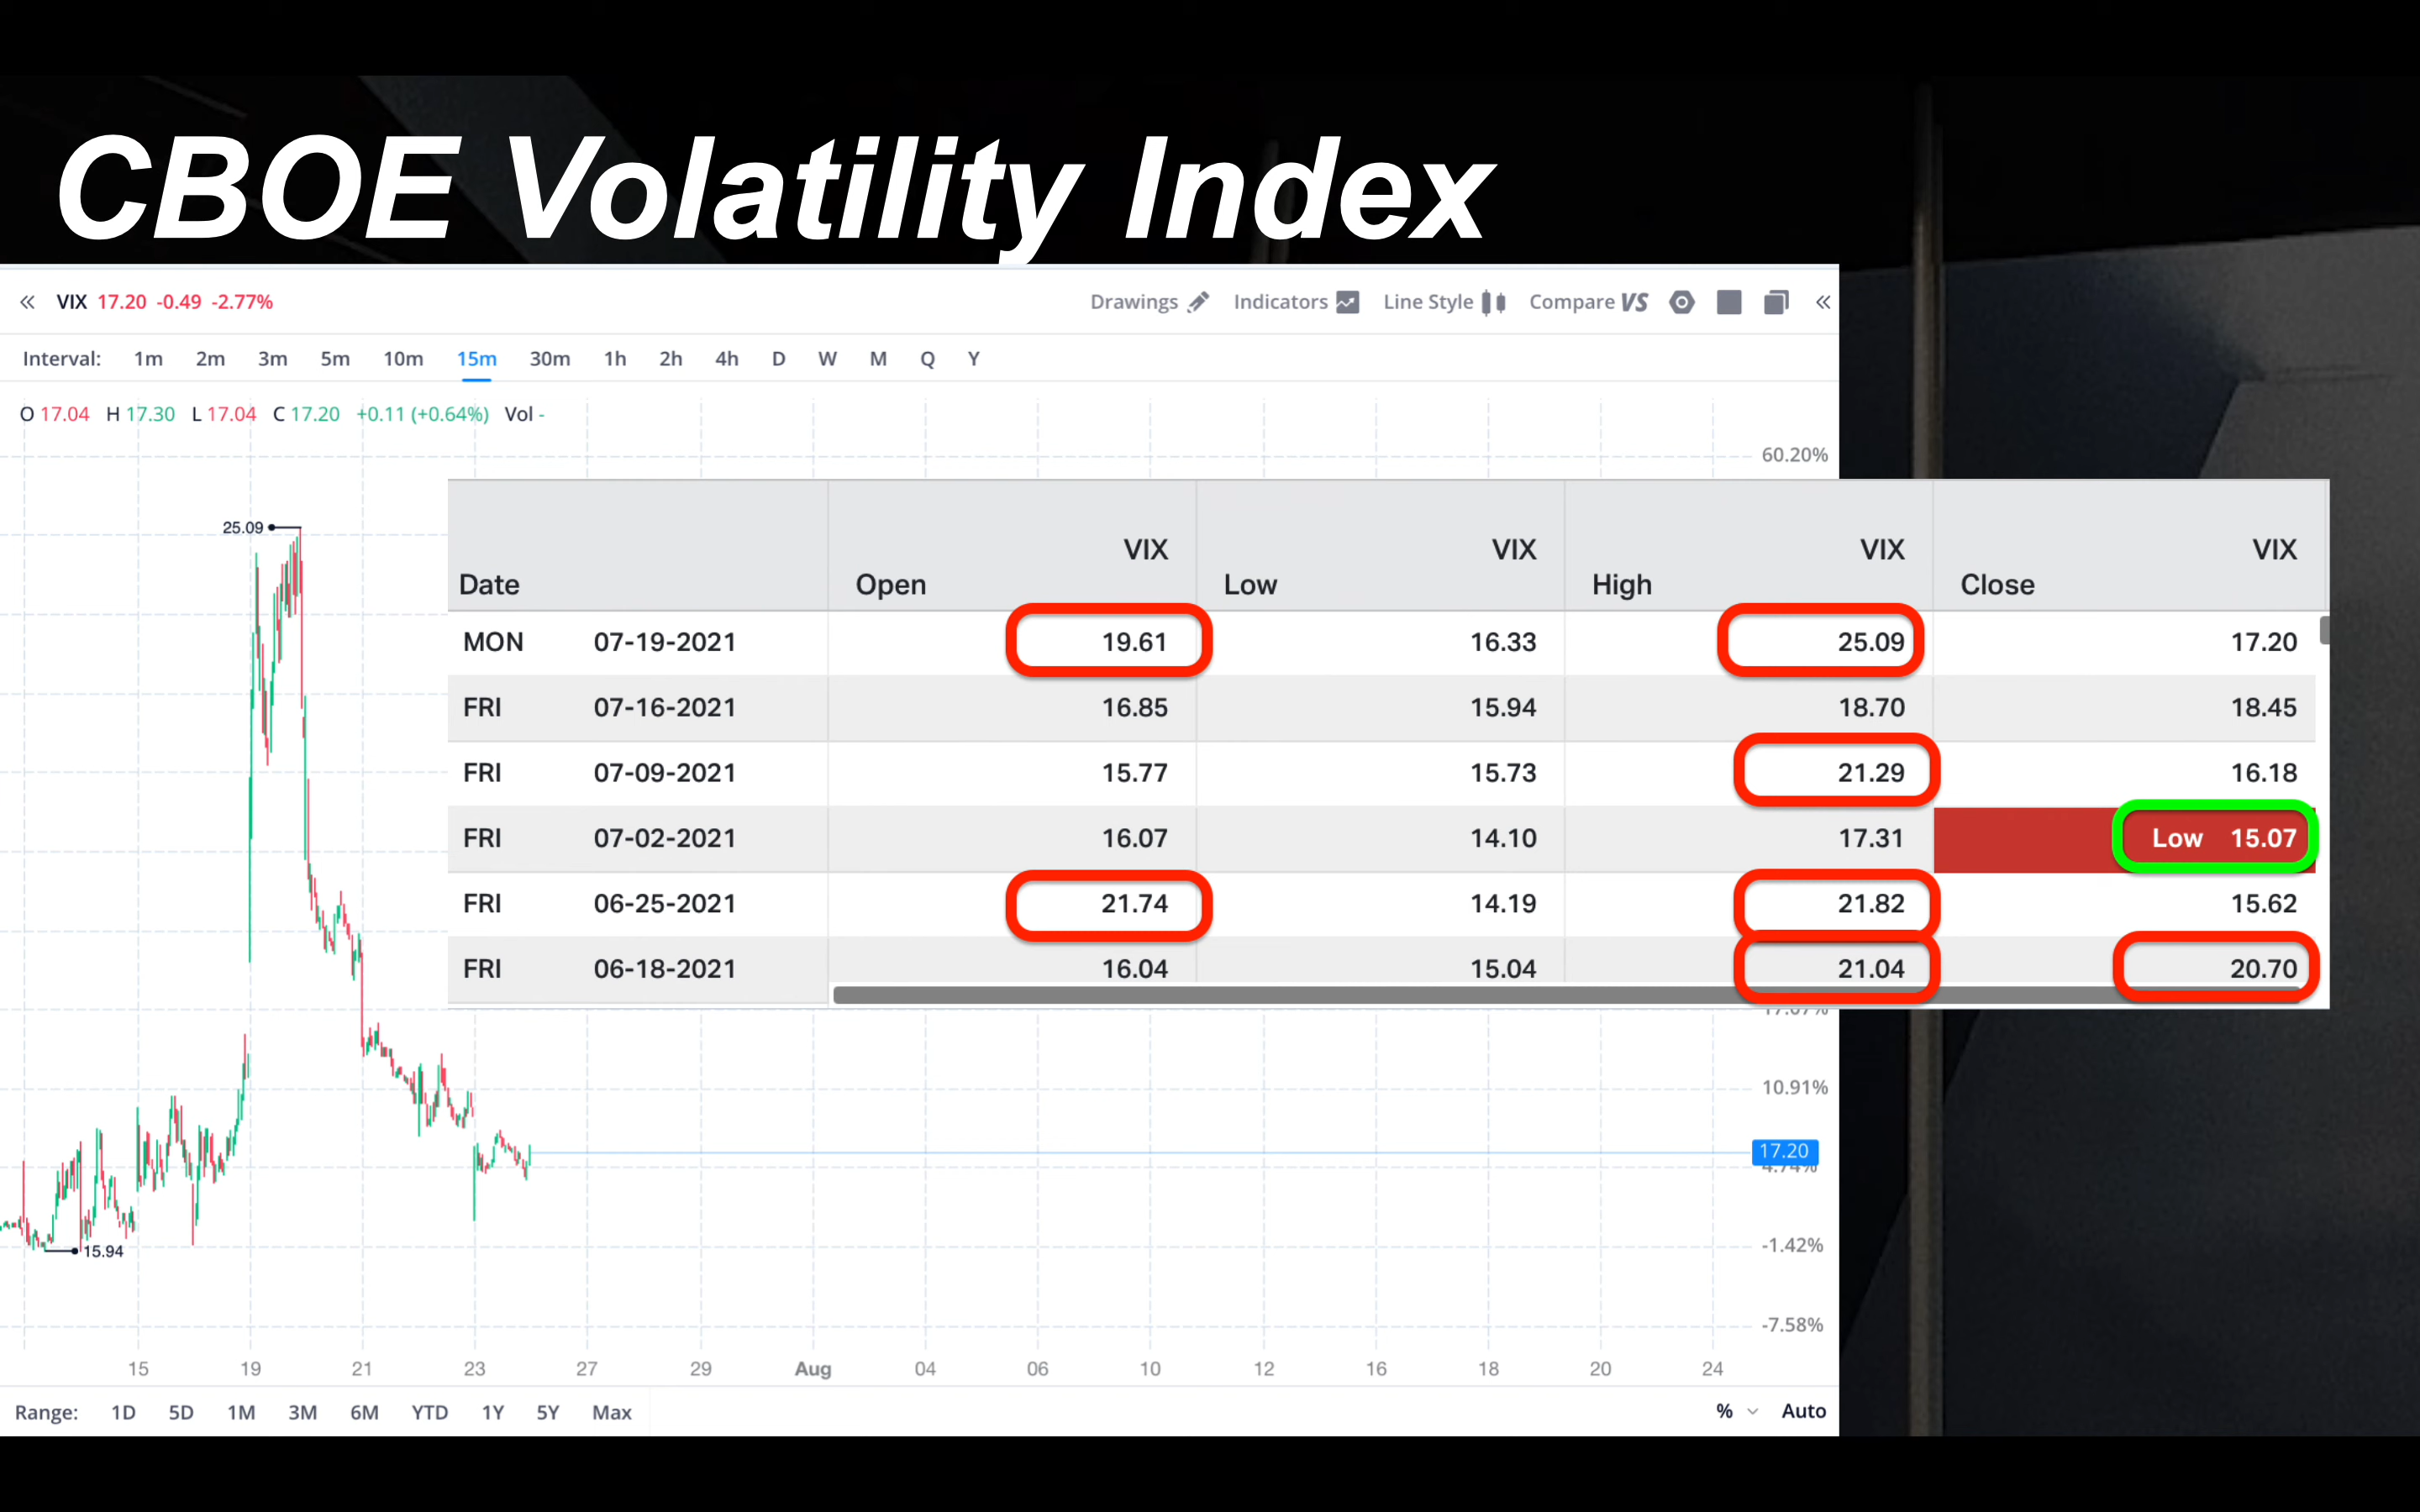 CBOE Volatility Index
« VIX 17.20 -0.49 -2.77% Drawings Indicators Line Style Compare VS «
Interval: 1m 2m 3m 5m 10m 15m 30m 1h 2h 4h D W M Q Y
O 17.04 H 17.30 L 17.04 C 17.20 +0.11 (+0.64%) Vol -
60.20%
25.09
VIX VIX VIX VIX
Date Open Low High Close
MON 07-19-2021 19.61 16.33 25.09 17.20
FRI 07-16-2021 16.85 15.94 18.70 18.45
FRI 07-09-2021 15.77 15.73 21.29 16.18
FRI 07-02-2021 16.07 14.10 17.31 Low 15.07
FRI 06-25-2021 21.74 14.19 21.82 15.62
FRI 06-18-2021 16.04 15.04 21.04 20.70
17.07%
10.91%
17.20
4.74%
-1.42%
15.94
-7.58%
15 19 21 23 27 29 Aug 04 06 10 12 16 18 20 24
Range: 1D 5D 1M 3M 6M YTD 1Y 5Y Max % Auto